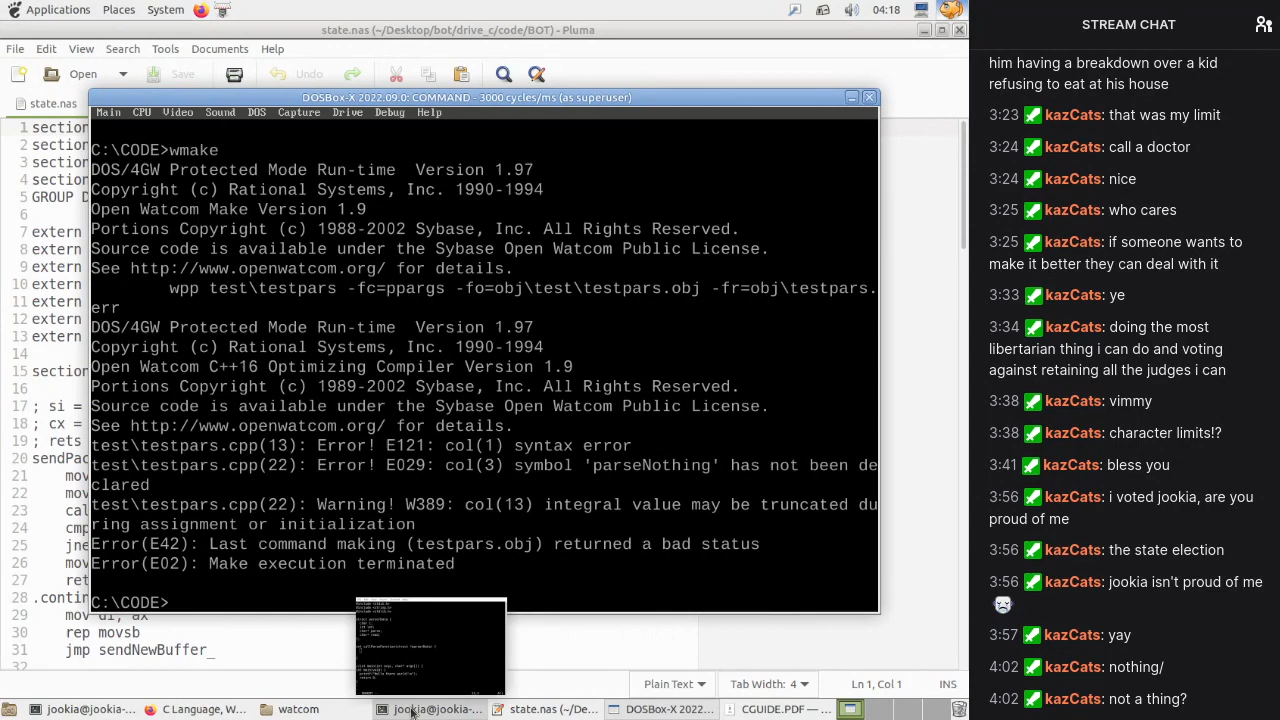 Applications Places System 04:18
state.nas (~/Desktop/bot/drive_c/code/BOT) - Pluma
File Edit View Search Tools Documents Help
Open Save Undo
state.nas
1 section
2 section
3 section
4 section
5 GROUP D
6
7 extern
8 extern
9 extern
10 extern
11 extern
12 extern
13 extern
14
15 section
16
17 ; si =
18 ; cx =
19 ; rets
20 sendPac
21 mov
22 mov
23 cal
24 cmp
25 jne
26 mov
27 ret
28 .contin
30 rep
31 jmp
DOSBox-X 2022.09.0: COMMAND - 3000 cycles/ms (as superuser)
Main CPU Video Sound DOS Capture Drive Debug Help
C:\CODE>wmake
DOS/4GW Protected Mode Run-time Version 1.97
Copyright (c) Rational Systems, Inc. 1990-1994
Open Watcom Make Version 1.9
Portions Copyright (c) 1988-2002 Sybase, Inc. All Rights Reserved.
Source code is available under the Sybase Open Watcom Public License.
See http://www.openwatcom.org/ for details.
wpp test\testpars -fc=ppargs -fo=obj\test\testpars.obj -fr=obj\testpars.
err
DOS/4GW Protected Mode Run-time Version 1.97
Copyright (c) Rational Systems, Inc. 1990-1994
Open Watcom C++16 Optimizing Compiler Version 1.9
Portions Copyright (c) 1989-2002 Sybase, Inc. All Rights Reserved.
Source code is available under the Sybase Open Watcom Public License.
See http://www.openwatcom.org/ for details.
test\testpars.cpp(13): Error! E121: col(1) syntax error
test\testpars.cpp(22): Error! E029: col(3) symbol 'parseNothing' has not been de
clared
test\testpars.cpp(22): Warning! W389: col(13) integral value may be truncated du
ring assignment or initialization
Error(E42): Last command making (testpars.obj) returned a bad status
Error(E02): Make execution terminated
C:\CODE>
Plain Text Tab Width: Ln 1, Col 1 INS
jookia@jookia-... C Language, W... watcom jookia@jookia-... state.nas (~/De... DOSBox-X 2022.... CGUIDE.PDF — ...
STREAM CHAT
him having a breakdown over a kid
refusing to eat at his house
3:23 kazCats: that was my limit
3:24 kazCats: call a doctor
3:24 kazCats: nice
3:25 kazCats: who cares
3:25 kazCats: if someone wants to
make it better they can deal with it
3:33 kazCats: ye
3:34 kazCats: doing the most
libertarian thing i can do and voting
against retaining all the judges i can
3:38 kazCats: vimmy
3:38 kazCats: character limits!?
3:41 kazCats: bless you
3:56 kazCats: i voted jookia, are you
proud of me
3:56 kazCats: the state election
3:56 kazCats: jookia isn't proud of me
3:57 kazCats: yay
4:02 kazCats: nothing?
4:02 kazCats: not a thing?